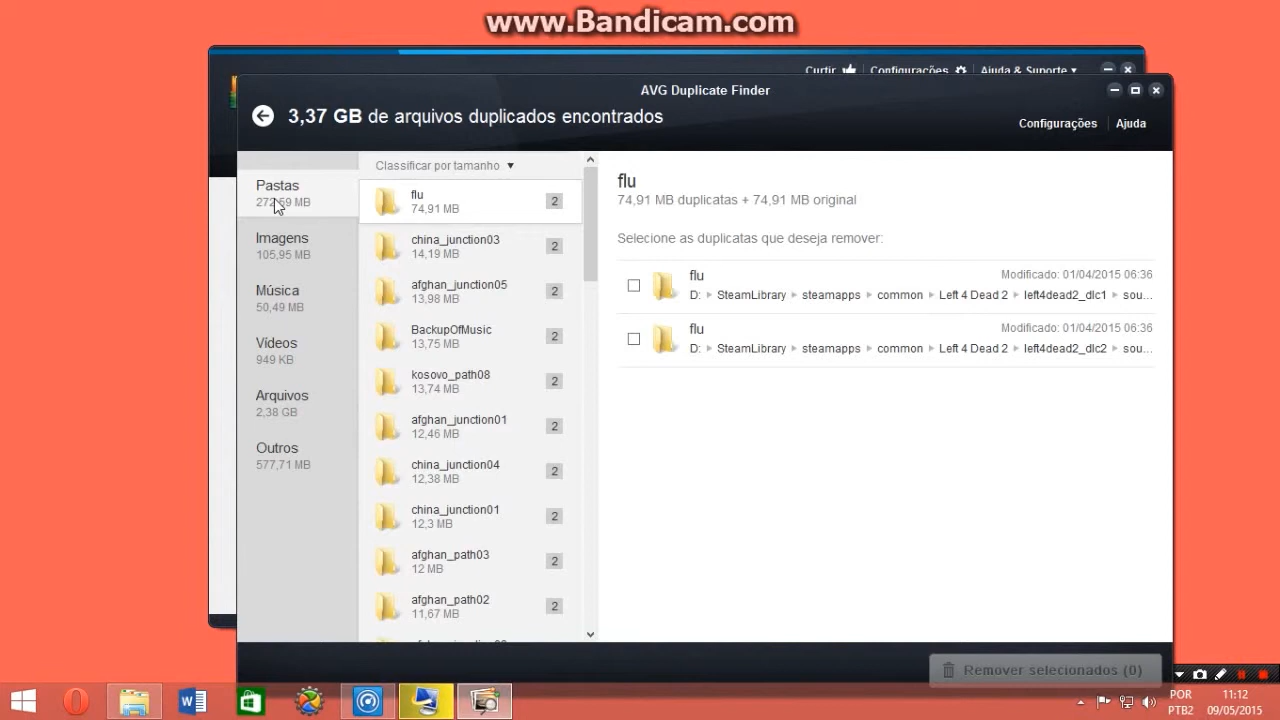 www.Bandicam.com
Curtir Configurações Ajuda & Suporte
AVG Duplicate Finder
3,37 GB de arquivos duplicados encontrados
Configurações Ajuda
Pastas
272,59 MB
Imagens
105,95 MB
Música
50,49 MB
Vídeos
949 KB
Arquivos
2,38 GB
Outros
577,71 MB
Classificar por tamanho
flu
74,91 MB
2
china_junction03
14,19 MB
2
afghan_junction05
13,98 MB
2
BackupOfMusic
13,75 MB
2
kosovo_path08
13,74 MB
2
afghan_junction01
12,46 MB
2
china_junction04
12,38 MB
2
china_junction01
12,3 MB
2
afghan_path03
12 MB
2
afghan_path02
11,67 MB
2
flu
74,91 MB duplicatas + 74,91 MB original
Selecione as duplicatas que deseja remover:
flu Modificado: 01/04/2015 06:36
D: SteamLibrary steamapps common Left 4 Dead 2 left4dead2_dlc1 sou...
flu Modificado: 01/04/2015 06:36
D: SteamLibrary steamapps common Left 4 Dead 2 left4dead2_dlc2 sou...
Remover selecionados (0)
POR 11:12
PTB2 09/05/2015